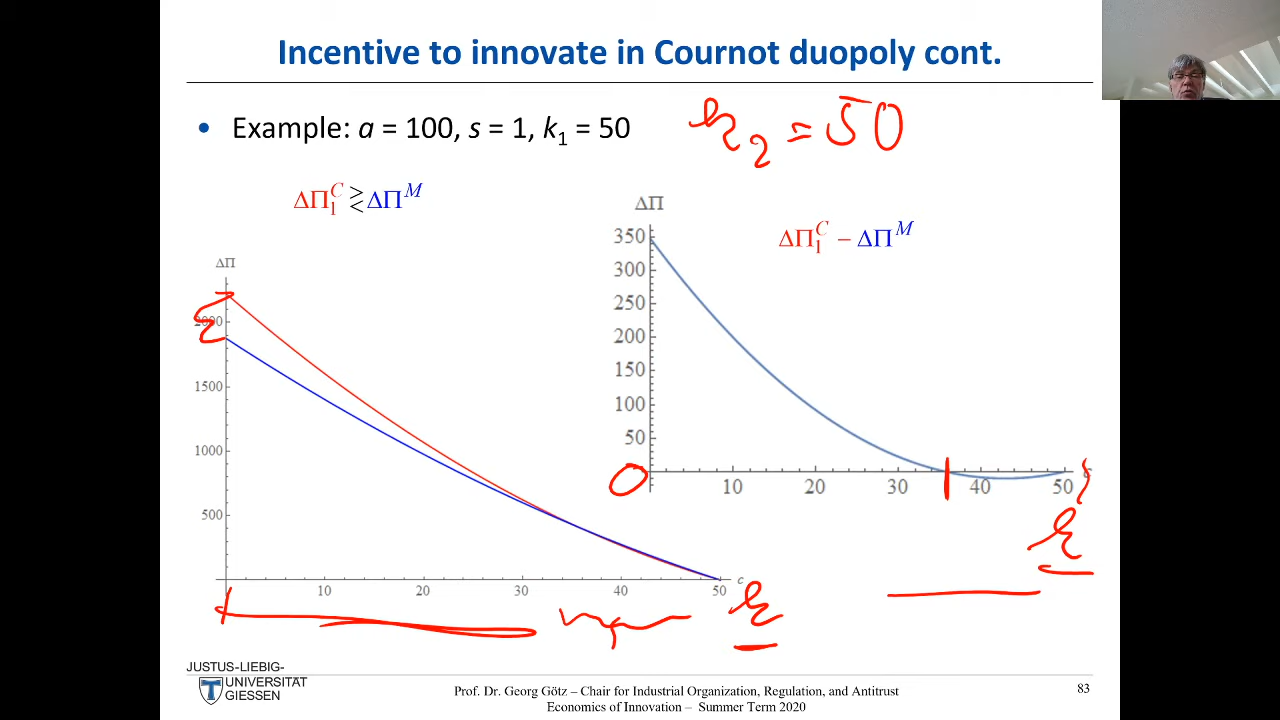 Incentive to innovate in Cournot duopoly cont.
• Example: a = 100, s = 1, k₁ = 50
k₂ = 50
ΔΠ₁ᶜ ≷ ΔΠᴹ
ΔΠ
2000
1500
1000
500
10 20 30 40 50 c
k
ΔΠ
ΔΠ₁ᶜ − ΔΠᴹ
350
300
250
200
150
100
50
0
10 20 30 40 50
k
JUSTUS-LIEBIG-
UNIVERSITÄT
GIESSEN
Prof. Dr. Georg Götz – Chair for Industrial Organization, Regulation, and Antitrust
Economics of Innovation – Summer Term 2020
83